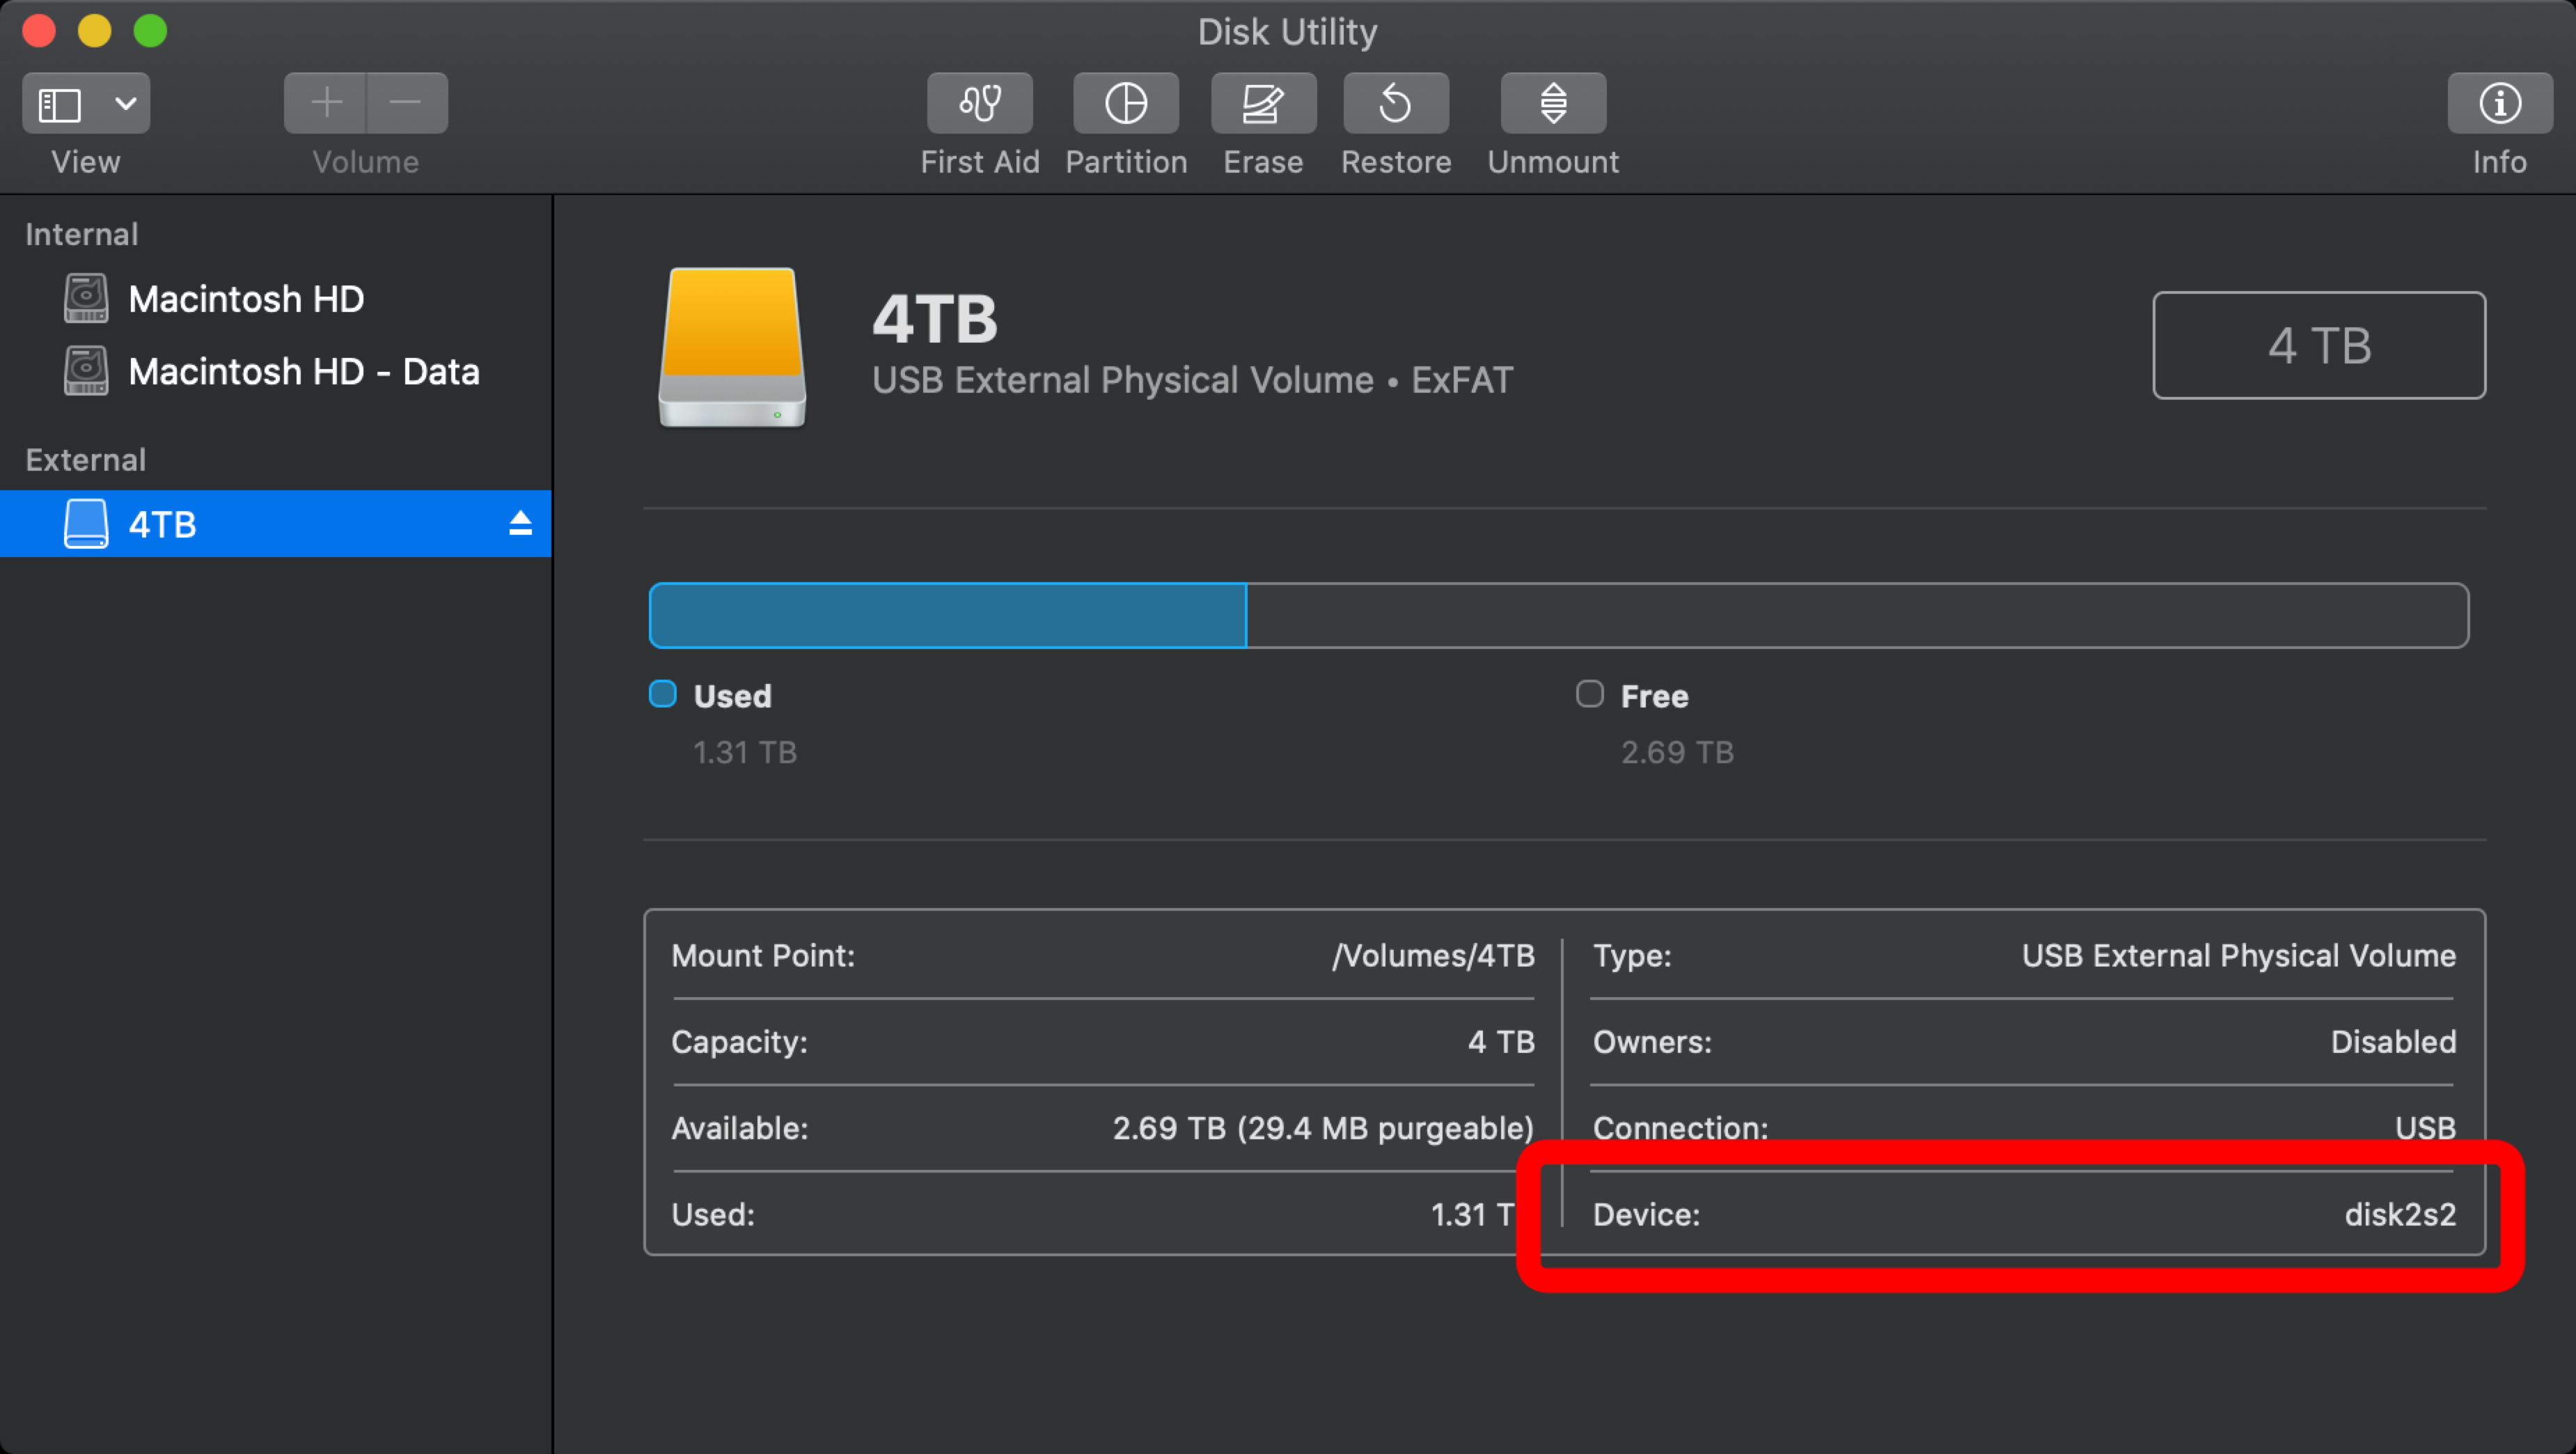 Disk Utility
View
Volume
First Aid
Partition
Erase
Restore
Unmount
Info
Internal
Macintosh HD
Macintosh HD - Data
External
4TB
4TB
USB External Physical Volume • ExFAT
4 TB
Used
1.31 TB
Free
2.69 TB
Mount Point: /Volumes/4TB
Capacity: 4 TB
Available: 2.69 TB (29.4 MB purgeable)
Used: 1.31 T
Type: USB External Physical Volume
Owners: Disabled
Connection: USB
Device: disk2s2